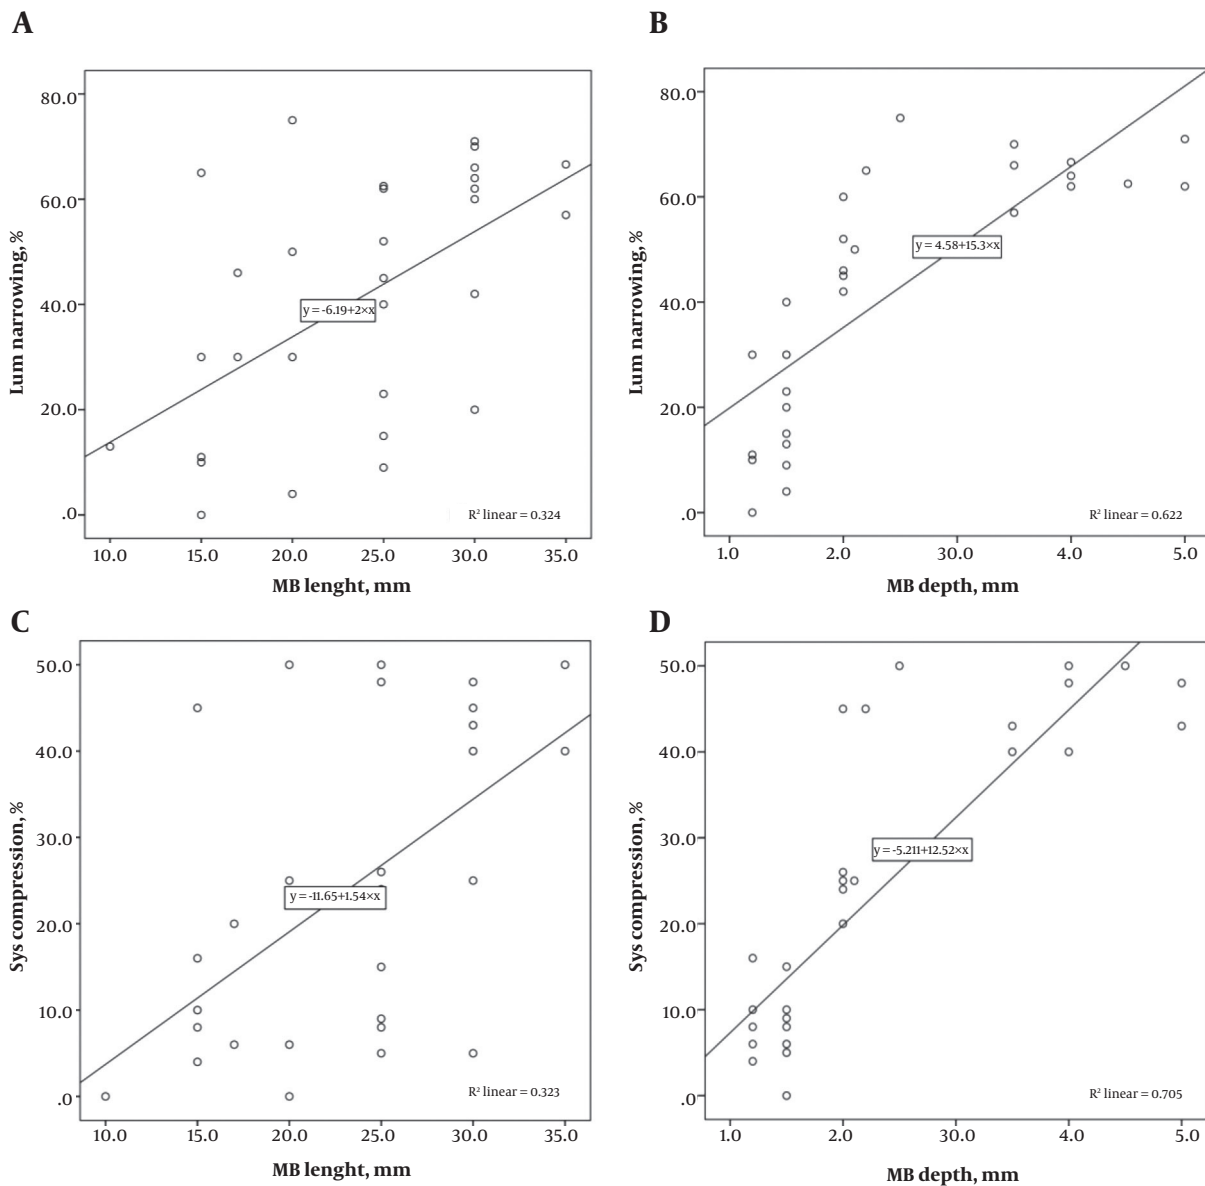 A
Lum narrowing, %
80.0
60.0
40.0
20.0
.0
y = -6.19+2×x
R² linear = 0.324
10.0 15.0 20.0 25.0 30.0 35.0
MB lenght, mm
B
Lum narrowing, %
80.0
60.0
40.0
20.0
.0
y = 4.58+15.3×x
R² linear = 0.622
1.0 2.0 30.0 4.0 5.0
MB depth, mm
C
Sys compression, %
50.0
40.0
30.0
20.0
10.0
.0
y = -11.65+1.54×x
R² linear = 0.323
10.0 15.0 20.0 25.0 30.0 35.0
MB lenght, mm
D
Sys compression, %
50.0
40.0
30.0
20.0
10.0
.0
y = -5.211+12.52×x
R² linear = 0.705
1.0 2.0 30.0 4.0 5.0
MB depth, mm